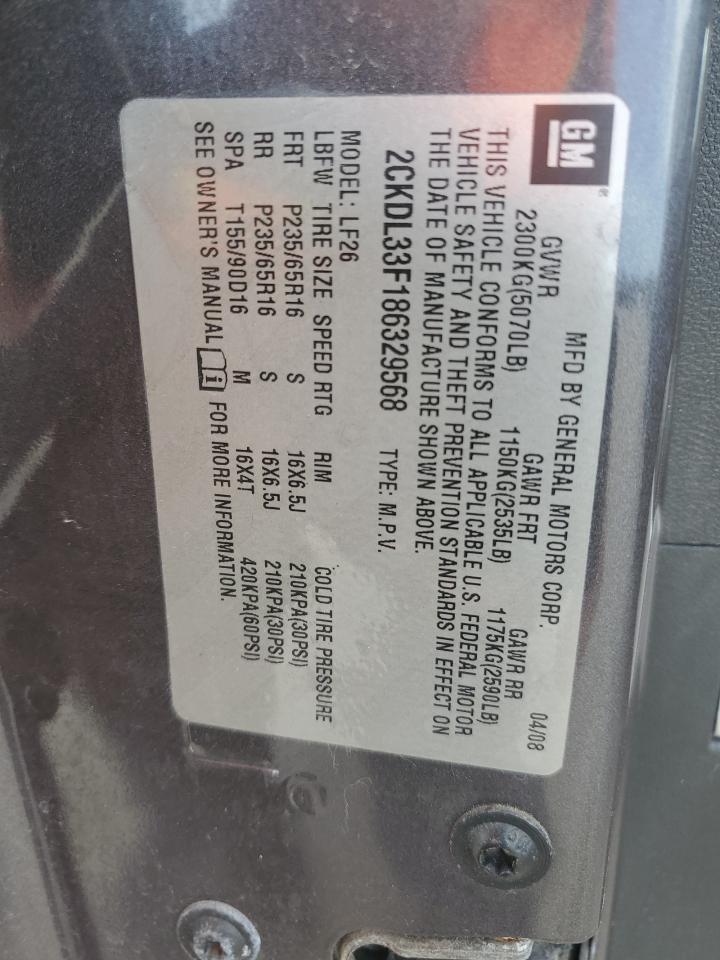 GM®
MFD BY GENERAL MOTORS CORP. 04/08
GVWR GAWR FRT GAWR RR
2300KG(5070LB) 1150KG(2535LB) 1175KG(2590LB)
THIS VEHICLE CONFORMS TO ALL APPLICABLE U.S. FEDERAL MOTOR
VEHICLE SAFETY AND THEFT PREVENTION STANDARDS IN EFFECT ON
THE DATE OF MANUFACTURE SHOWN ABOVE.
2CKDL33F186329568 TYPE: M.P.V.
MODEL: LF26
LBFW TIRE SIZE SPEED RTG RIM COLD TIRE PRESSURE
FRT P235/65R16 S 16X6.5J 210KPA(30PSI)
RR P235/65R16 S 16X6.5J 210KPA(30PSI)
SPA T155/90D16 M 16X4T 420KPA(60PSI)
SEE OWNER'S MANUAL i FOR MORE INFORMATION.